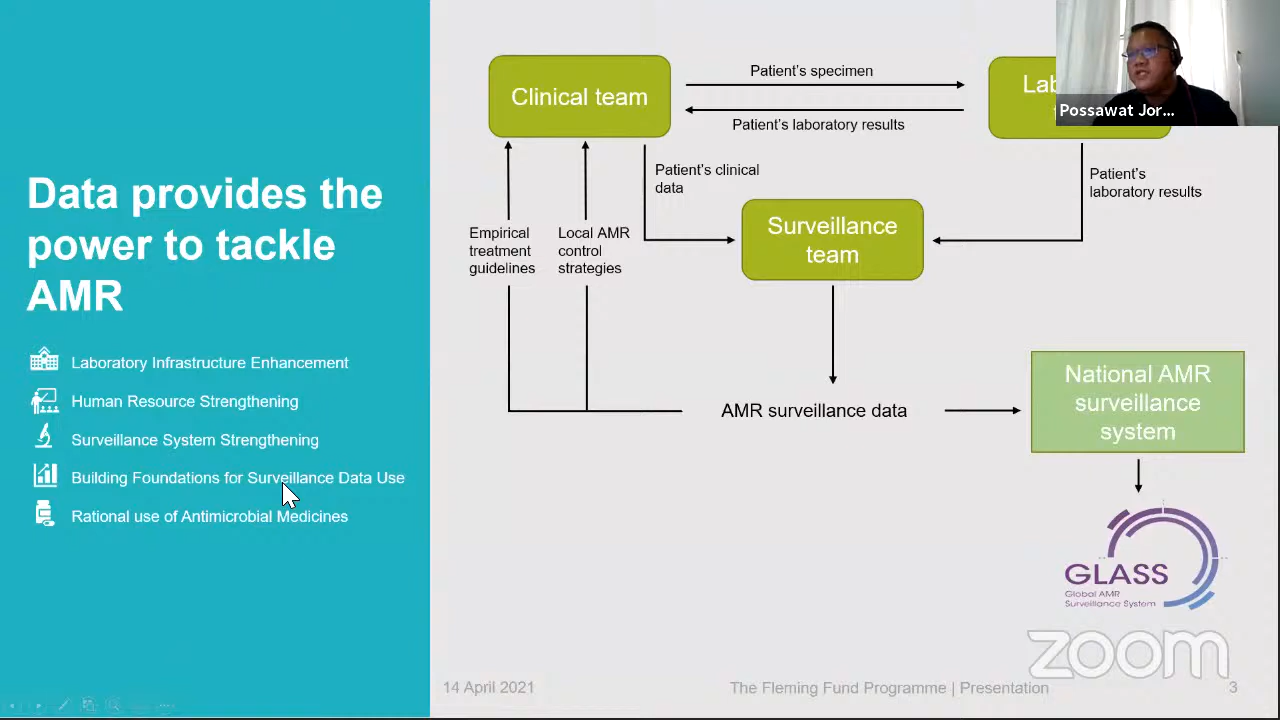 Data provides the
power to tackle
AMR
Laboratory Infrastructure Enhancement
Human Resource Strengthening
Surveillance System Strengthening
Building Foundations for Surveillance Data Use
Rational use of Antimicrobial Medicines
Clinical team
Patient's specimen
Patient's laboratory results
Possawat Jor...
Patient's clinical
data
Patient's
laboratory results
Surveillance
team
Empirical
treatment
guidelines
Local AMR
control
strategies
AMR surveillance data
National AMR
surveillance
system
GLASS
Global AMR
Surveillance System
zoom
14 April 2021
The Fleming Fund Programme | Presentation
3